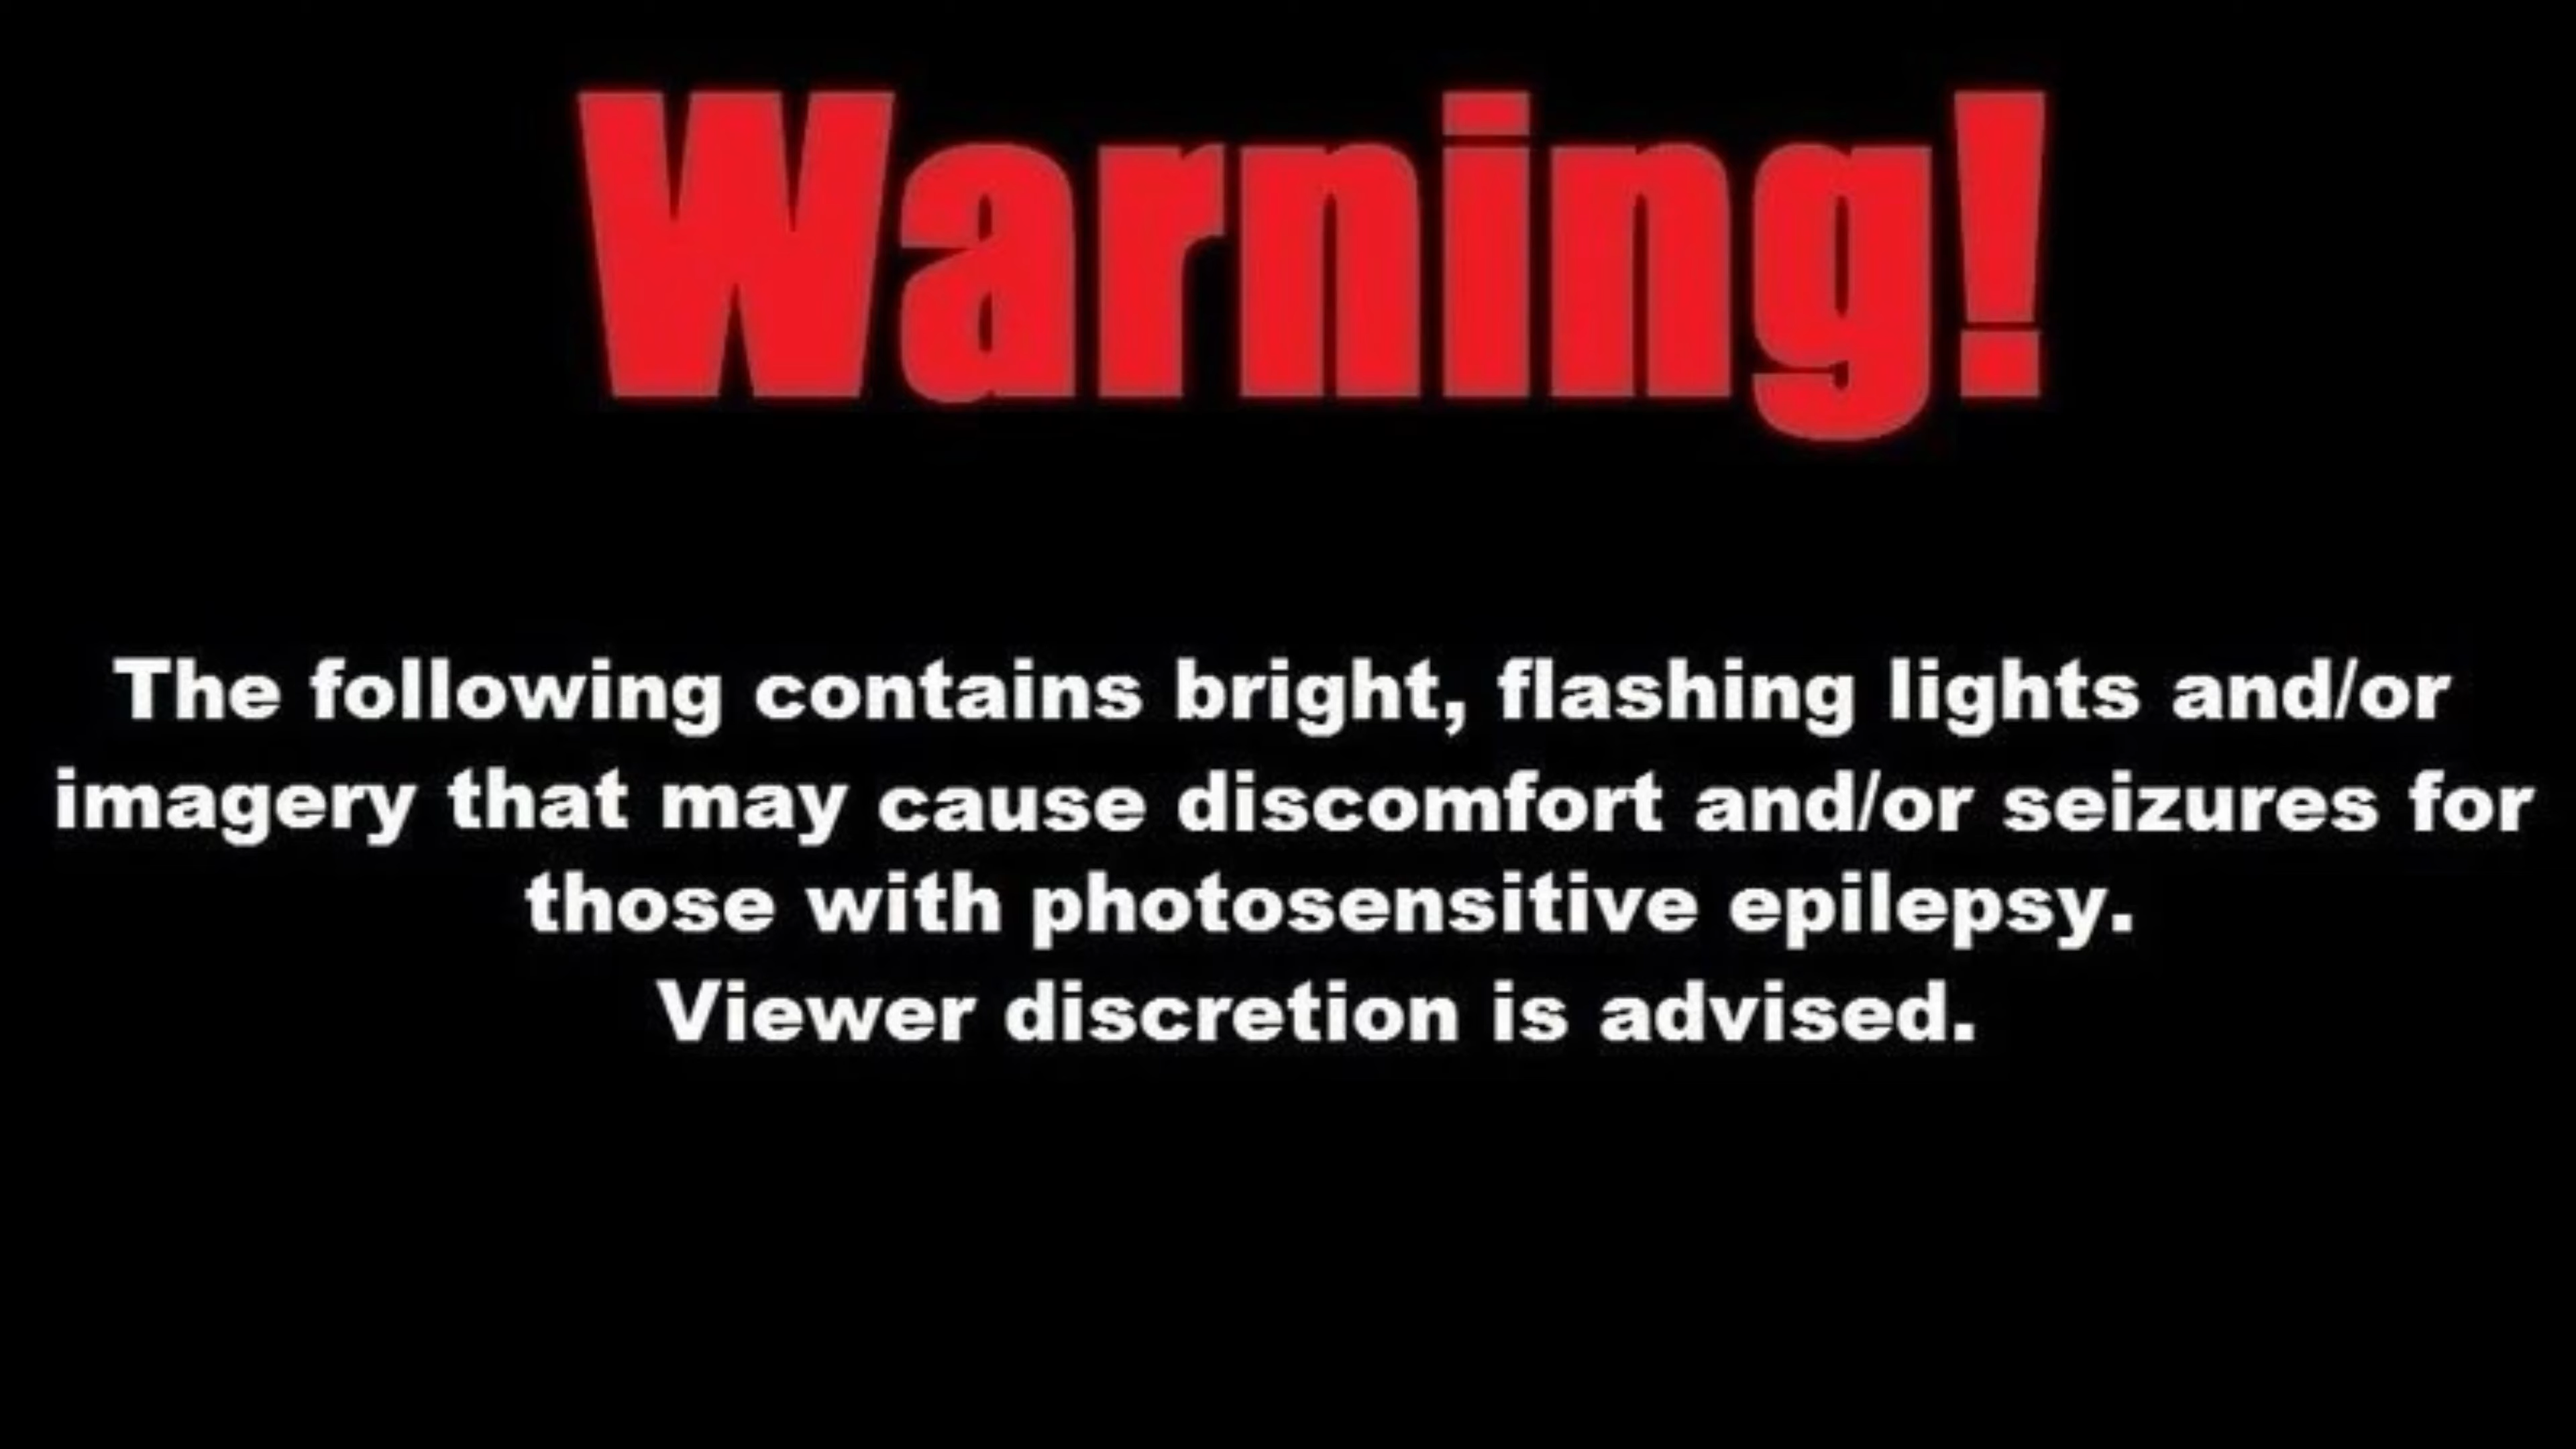 Warning!
The following contains bright, flashing lights and/or
imagery that may cause discomfort and/or seizures for
those with photosensitive epilepsy.
Viewer discretion is advised.